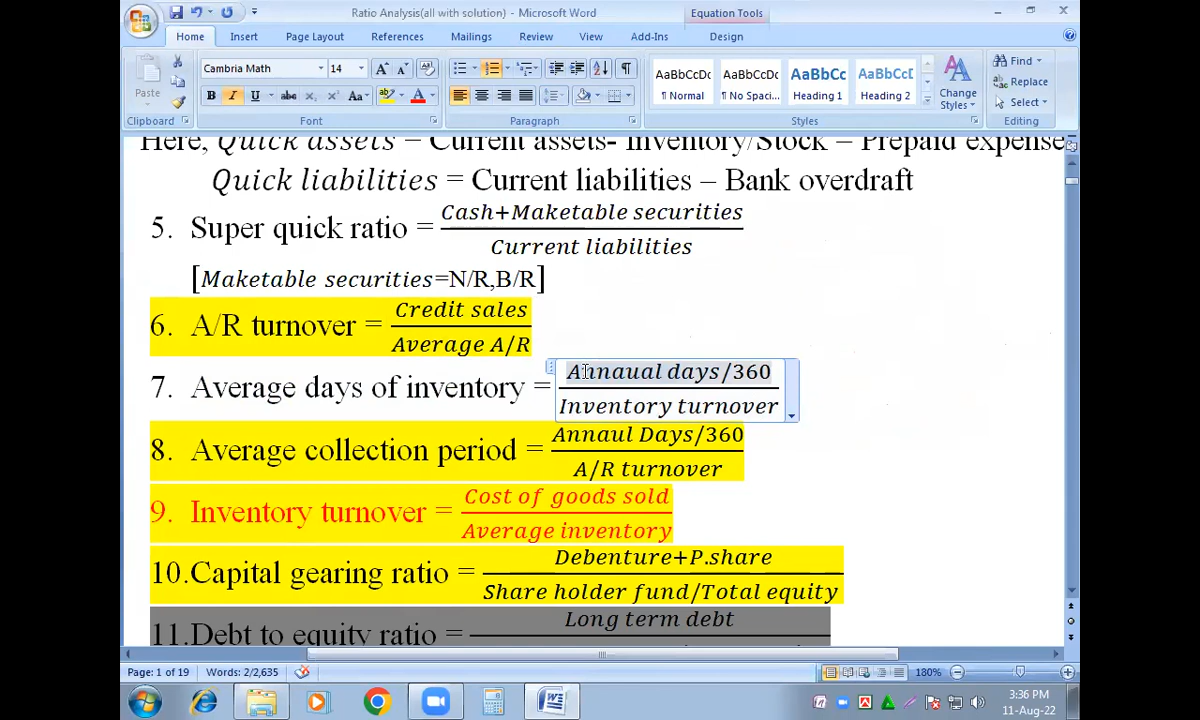 Ratio Analysis(all with solution) - Microsoft Word
Equation Tools
Home Insert Page Layout References Mailings Review View Add-Ins Design
Paste
Cambria Math 14
AaBbCcDc AaBbCcDc AaBbCc AaBbCcD
¶ Normal ¶ No Spaci... Heading 1 Heading 2
Change Styles
Find
Replace
Select
Clipboard Font Paragraph Styles Editing
Here, Quick assets = Current assets- Inventory/Stock – Prepaid expense
Quick liabilities = Current liabilities – Bank overdraft
5. Super quick ratio = Cash+Maketable securities
Current liabilities
[Maketable securities=N/R,B/R]
6. A/R turnover = Credit sales
Average A/R
7. Average days of inventory = Annaual days/360
Inventory turnover
8. Average collection period = Annaul Days/360
A/R turnover
9. Inventory turnover = Cost of goods sold
Average inventory
10.Capital gearing ratio = Debenture+P.share
Share holder fund/Total equity
11.Debt to equity ratio = Long term debt
Page: 1 of 19 Words: 2/2,635 180%
3:36 PM
11-Aug-22